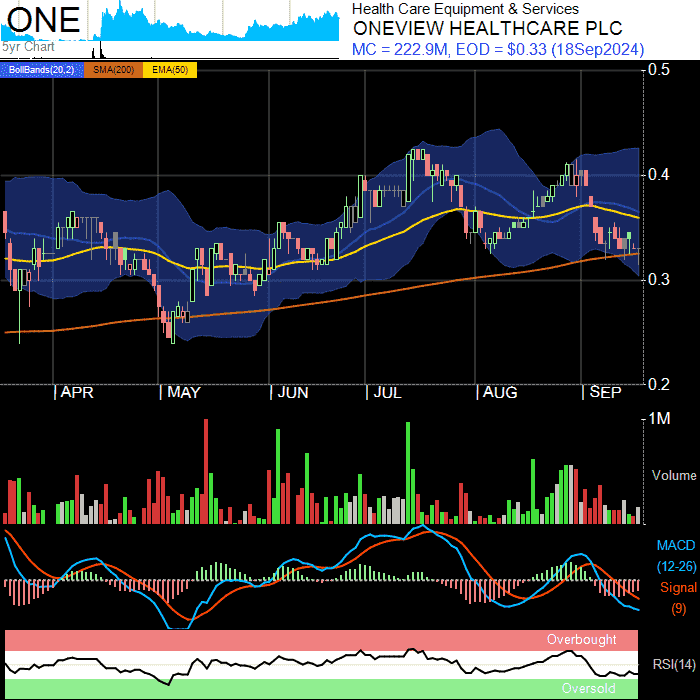 ONE
5yr Chart
Health Care Equipment & Services
ONEVIEW HEALTHCARE PLC
MC = 222.9M, EOD = $0.33 (18Sep2024)
BollBands(20,2) SMA(200) EMA(50)
0.5
0.4
0.3
0.2
APR MAY JUN JUL AUG SEP
1M
Volume
MACD
(12-26)
Signal
(9)
Overbought
RSI(14)
Oversold